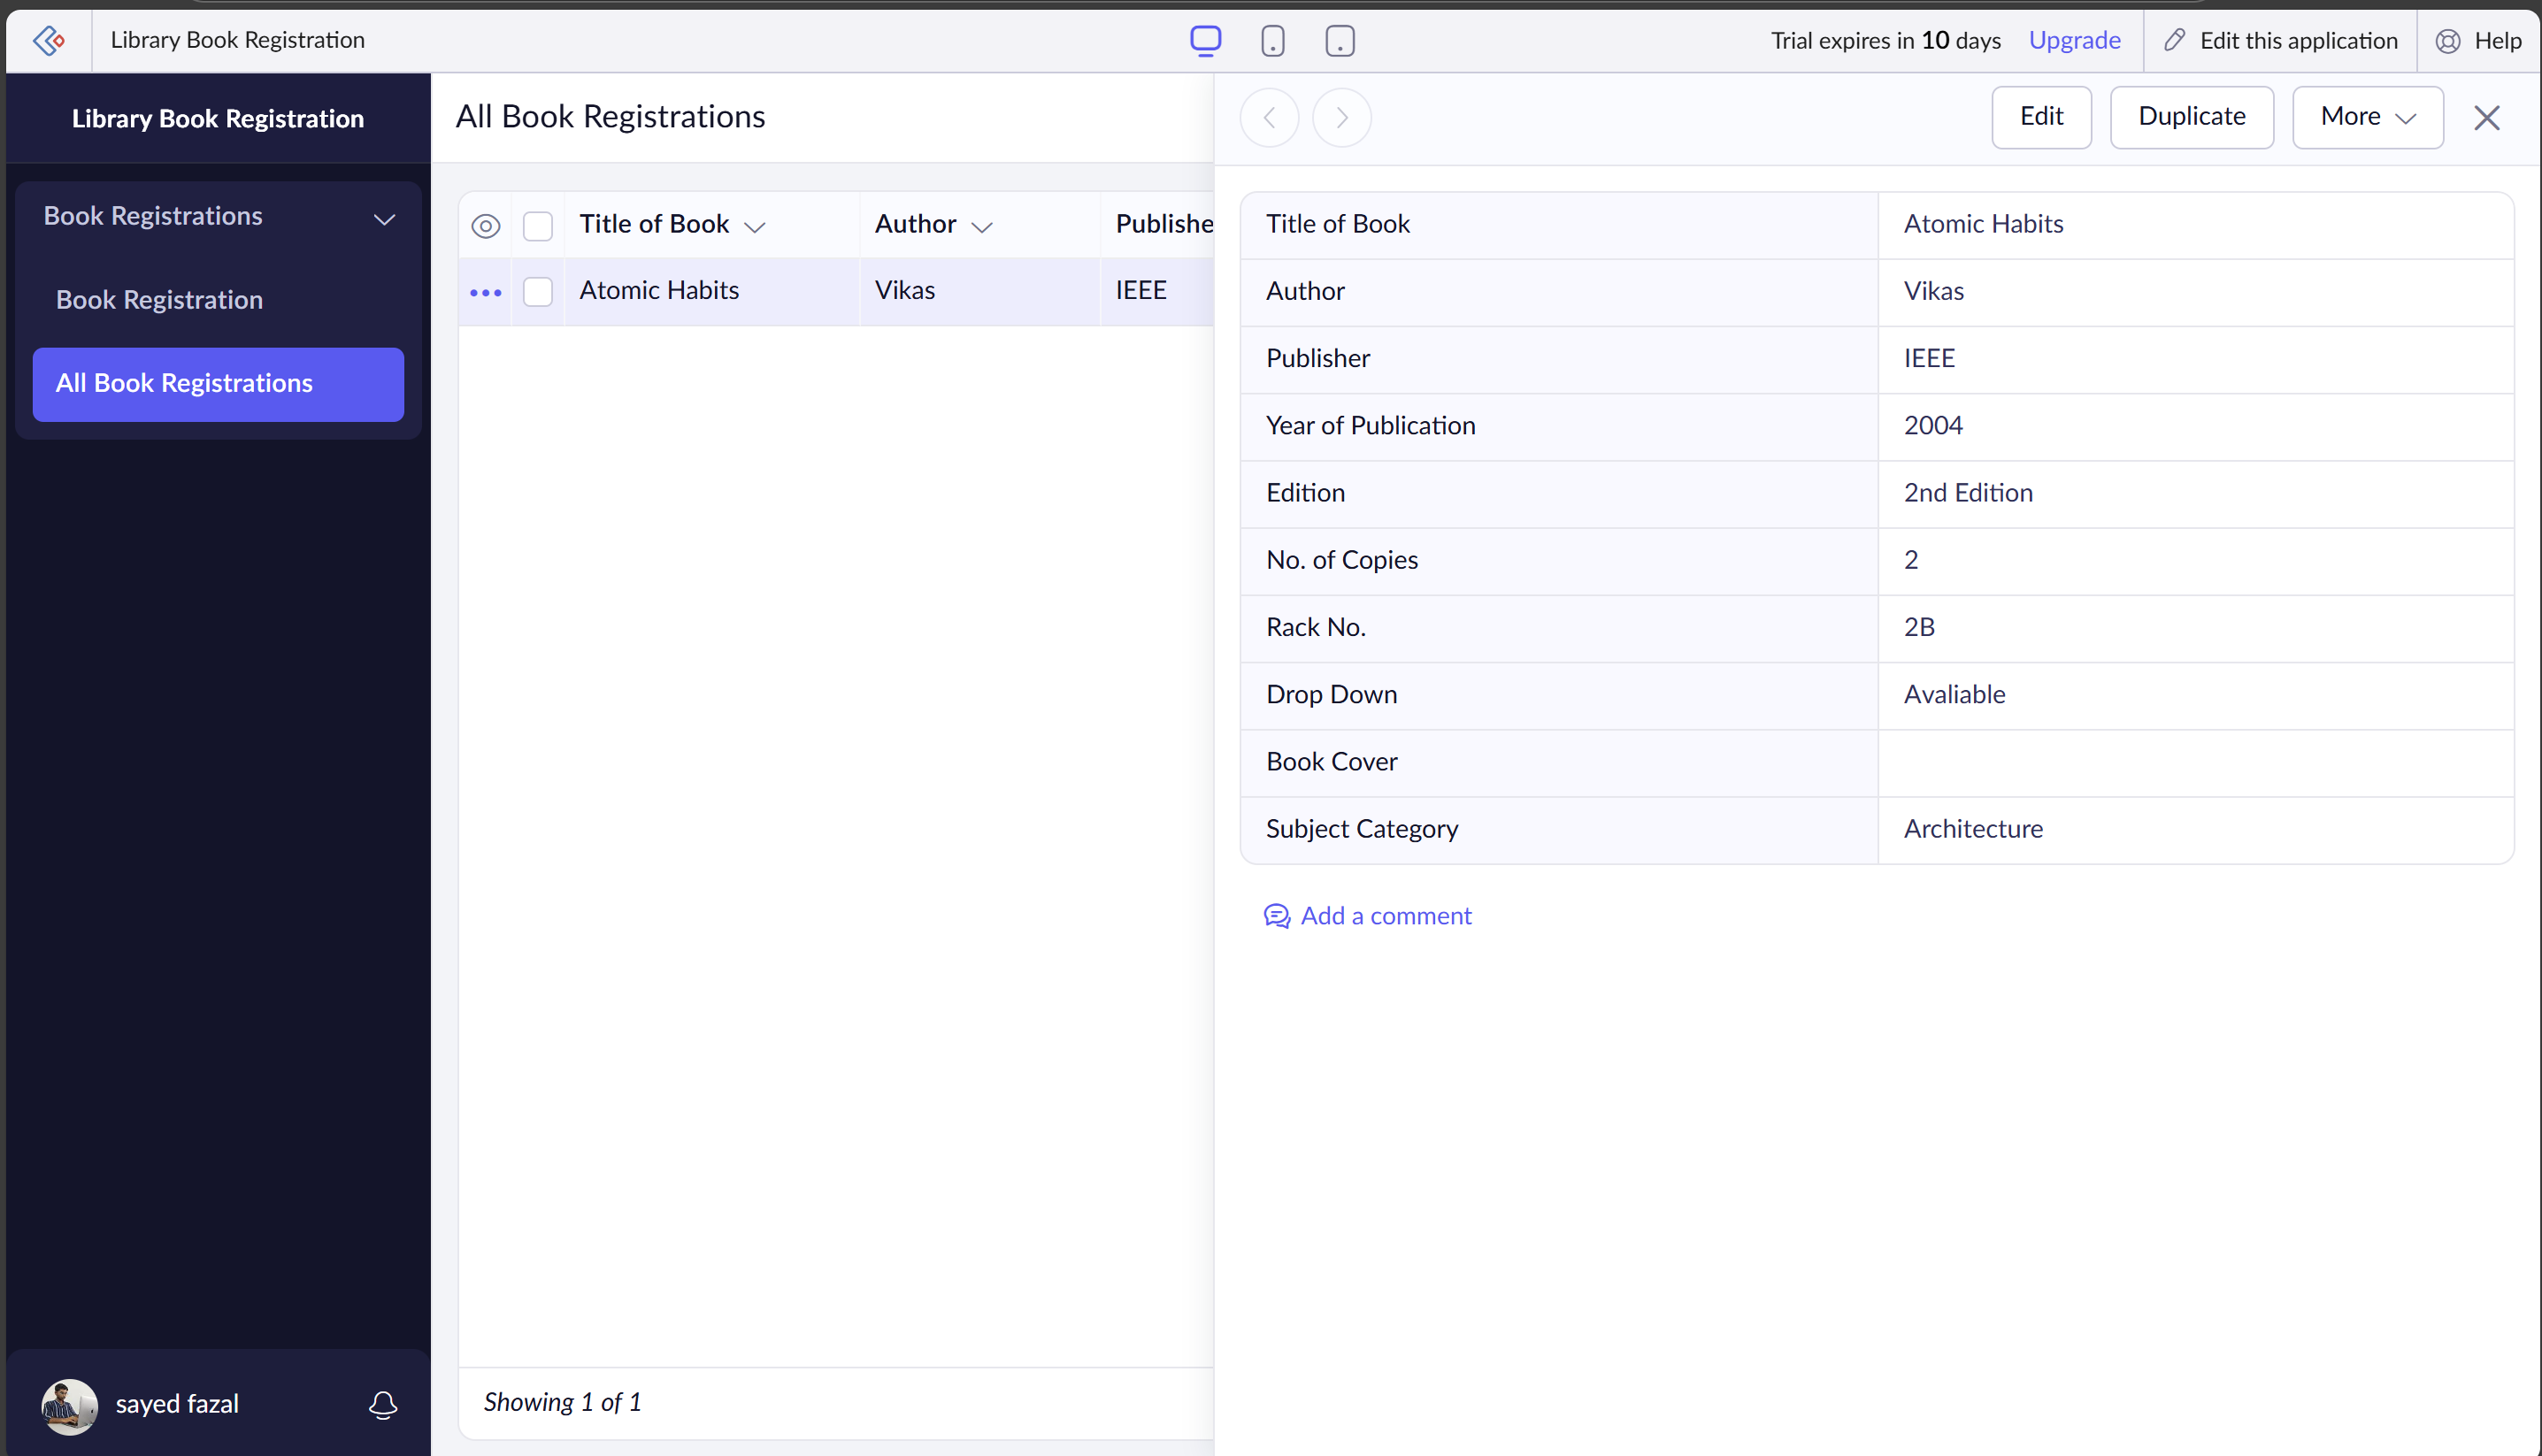 Library Book Registration
Trial expires in 10 days Upgrade Edit this application Help
Library Book Registration
Book Registrations
Book Registration
All Book Registrations
sayed fazal
All Book Registrations
Title of Book Author Publishe
Atomic Habits Vikas IEEE
Showing 1 of 1
Edit Duplicate More
Title of Book Atomic Habits
Author Vikas
Publisher IEEE
Year of Publication 2004
Edition 2nd Edition
No. of Copies 2
Rack No. 2B
Drop Down Avaliable
Book Cover
Subject Category Architecture
Add a comment